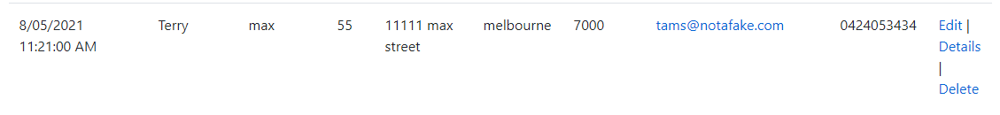 8/05/2021 Terry max 55 11111 max melbourne 7000 tams@notafake.com 0424053434 Edit |
11:21:00 AM street Details
|
Delete